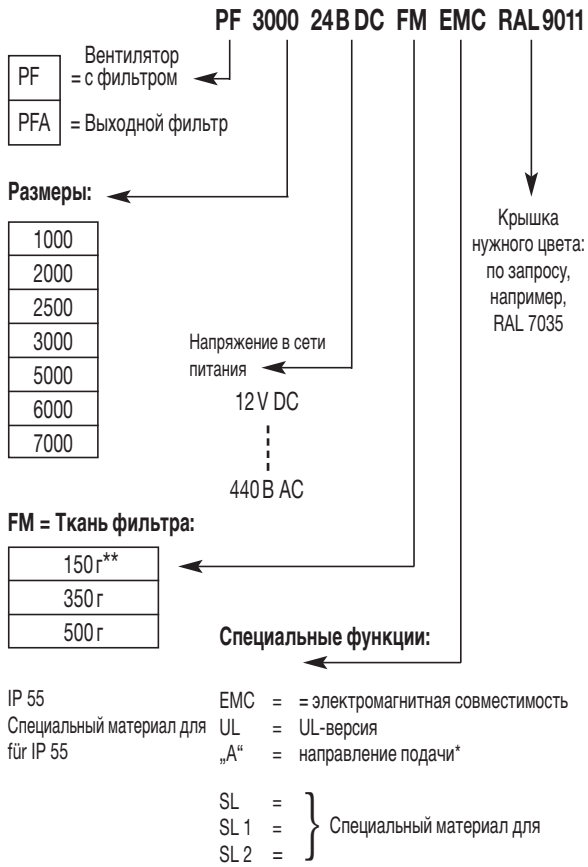 PF 3000 24В DC FM EMC RAL 9011
PF
Вентилятор
= с фильтром
PFA = Выходной фильтр
Размеры:
1000
2000
2500
3000
5000
6000
7000
Крышка
нужного цвета:
по запросу,
например,
RAL 7035
Напряжение в сети
питания
12 V DC
440 В AC
FM = Ткань фильтра:
150 г**
350 г
500 г
IP 55
Специальный материал для
für IP 55
Специальные функции:
EMC = = электромагнитная совместимость
UL = UL-версия
„A“ = направление подачи*
SL =
SL 1 = } Специальный материал для
SL 2 =